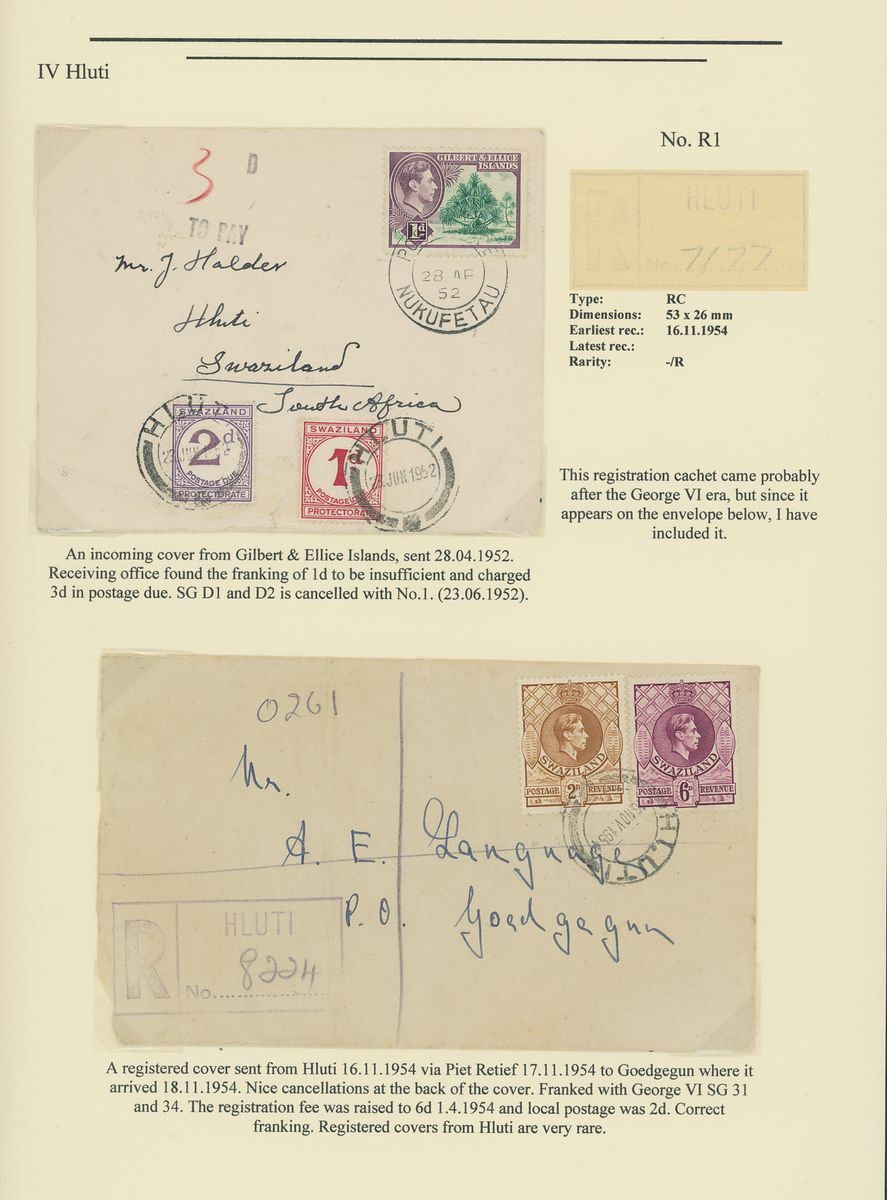 IV Hluti
No. R1
3 D
TO PAY
GILBERT & ELLICE
ISLANDS
1d
28 AP
52
NUKUFETAU
Mr. J. Halder
Hluti
Swaziland
South Africa
HLUTI
SWAZILAND
2d
POSTAGE DUE
PROTECTORATE
SWAZILAND
1d
POSTAGE DUE
PROTECTORATE
HLUTI
23 JUN 1952
R HLUTI
No. 7177
Type: RC
Dimensions: 53 x 26 mm
Earliest rec.: 16.11.1954
Latest rec.:
Rarity: -/R
This registration cachet came probably
after the George VI era, but since it
appears on the envelope below, I have
included it.
An incoming cover from Gilbert & Ellice Islands, sent 28.04.1952.
Receiving office found the franking of 1d to be insufficient and charged
3d in postage due. SG D1 and D2 is cancelled with No.1. (23.06.1952).
0261
SWAZILAND
POSTAGE 2D REVENUE
SWAZILAND
POSTAGE 6D REVENUE
HLUTI
Mr.
A. E. Language
P.O. Goedgegun
R HLUTI
No. 8224
A registered cover sent from Hluti 16.11.1954 via Piet Retief 17.11.1954 to Goedgegun where it
arrived 18.11.1954. Nice cancellations at the back of the cover. Franked with George VI SG 31
and 34. The registration fee was raised to 6d 1.4.1954 and local postage was 2d. Correct
franking. Registered covers from Hluti are very rare.